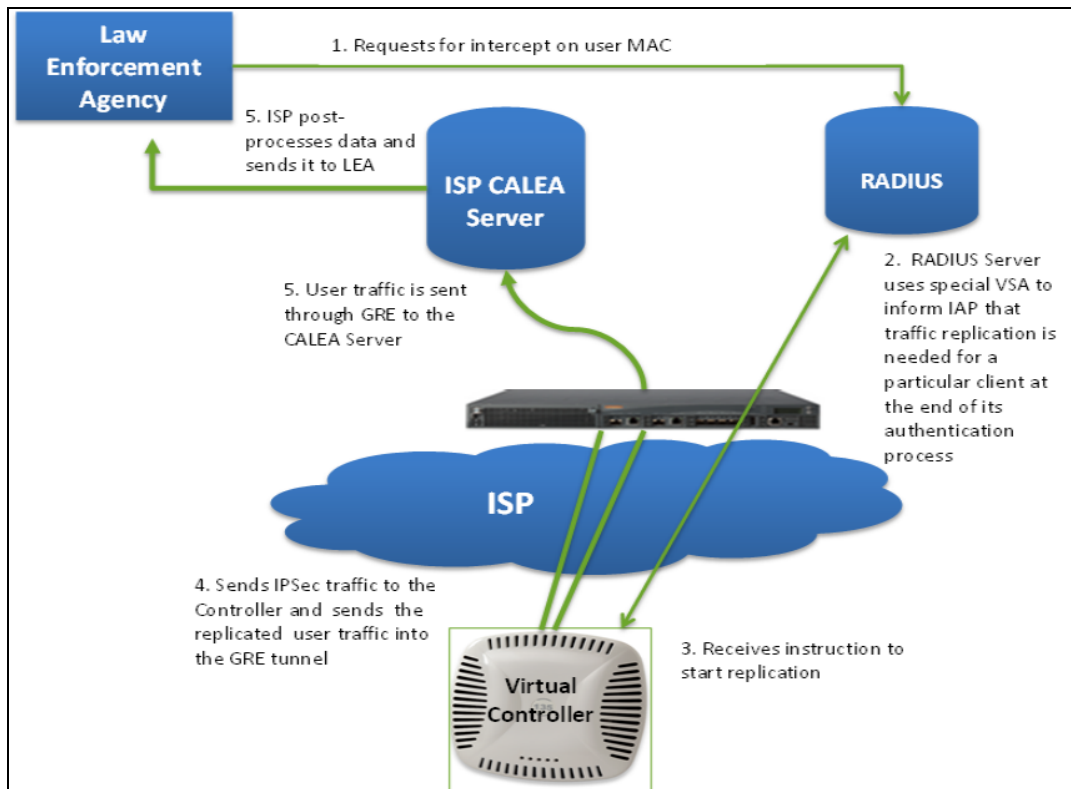 Law
Enforcement
Agency
1. Requests for intercept on user MAC
5. ISP post-
processes data and
sends it to LEA
ISP CALEA
Server
RADIUS
2. RADIUS Server
uses special VSA to
inform IAP that
traffic replication is
needed for a
particular client at
the end of its
authentication
process
5. User traffic is sent
through GRE to the
CALEA Server
ISP
4. Sends IPSec traffic to the
Controller and sends the
replicated user traffic into
the GRE tunnel
3. Receives instruction to
start replication
Virtual
Controller